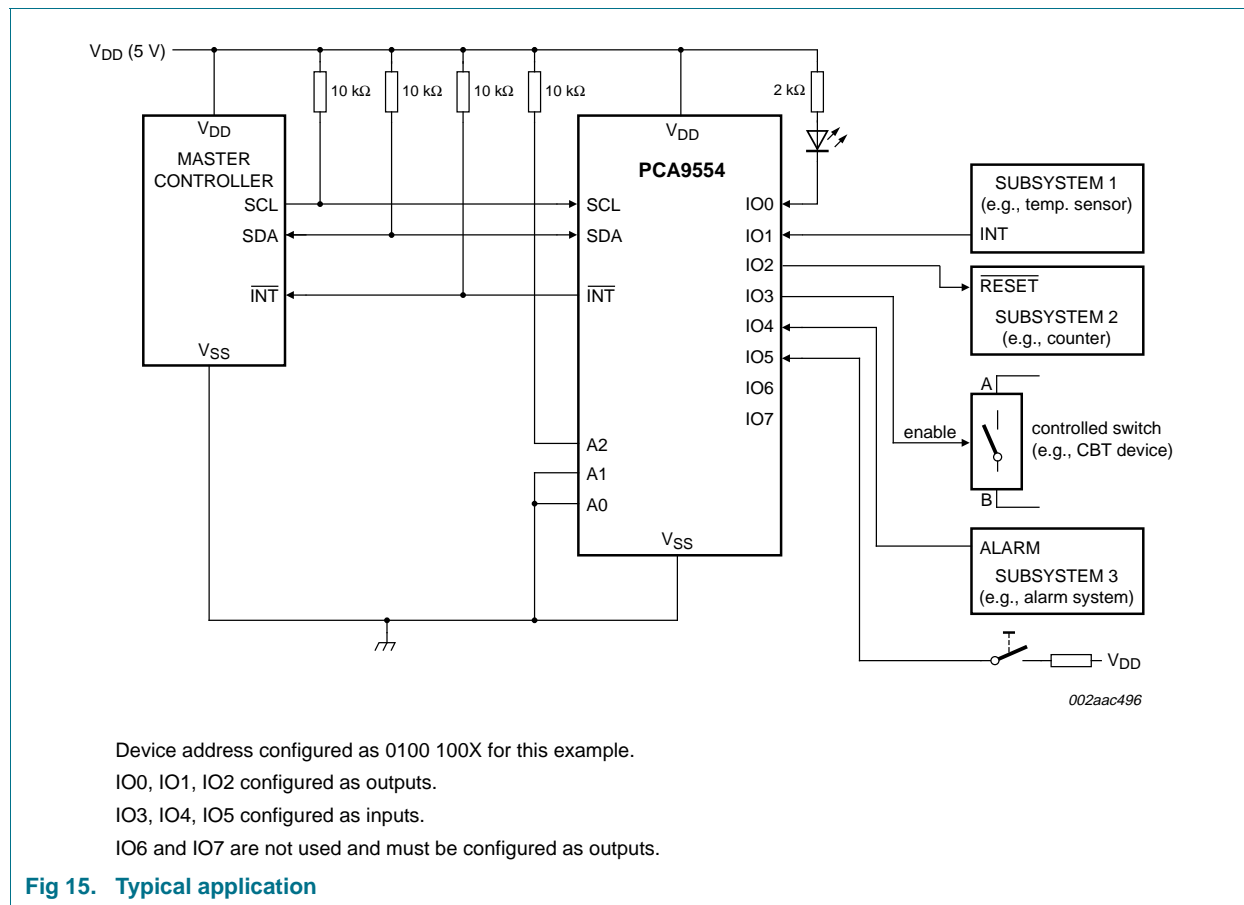 VDD (5 V)
10 kΩ
10 kΩ
10 kΩ
10 kΩ
2 kΩ
VDD
MASTER
CONTROLLER
SCL
SDA
INT
VSS
VDD
PCA9554
SCL
SDA
INT
A2
A1
A0
VSS
IO0
IO1
IO2
IO3
IO4
IO5
IO6
IO7
SUBSYSTEM 1
(e.g., temp. sensor)
INT
RESET
SUBSYSTEM 2
(e.g., counter)
A
enable
controlled switch
(e.g., CBT device)
B
ALARM
SUBSYSTEM 3
(e.g., alarm system)
VDD
002aac496
Device address configured as 0100 100X for this example.
IO0, IO1, IO2 configured as outputs.
IO3, IO4, IO5 configured as inputs.
IO6 and IO7 are not used and must be configured as outputs.
Fig 15. Typical application